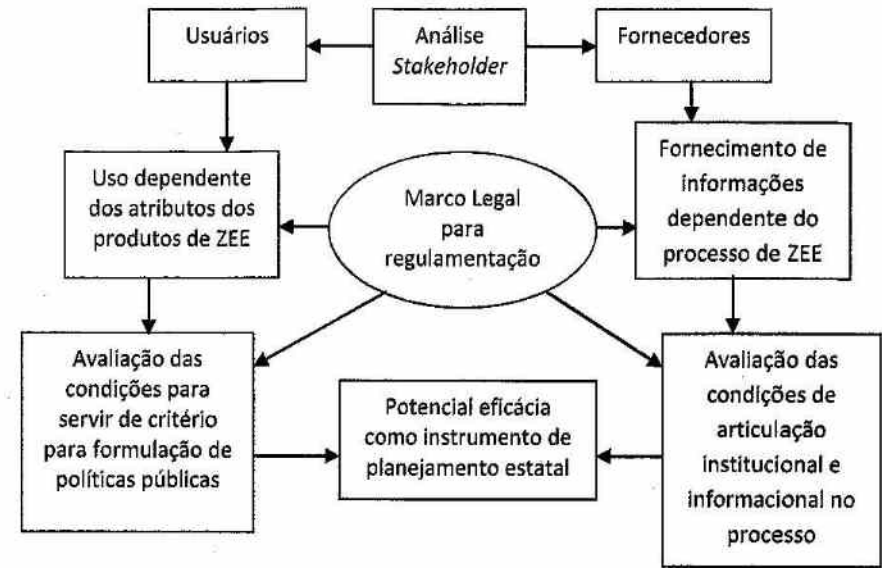 Usuários
Análise
Stakeholder
Fornecedores
Uso dependente
dos atributos dos
produtos de ZEE
Marco Legal
para
regulamentação
Fornecimento de
informações
dependente do
processo de ZEE
Avaliação das
condições para
servir de critério
para formulação de
políticas públicas
Potencial eficácia
como instrumento de
planejamento estatal
Avaliação das
condições de
articulação
institucional e
informacional no
processo